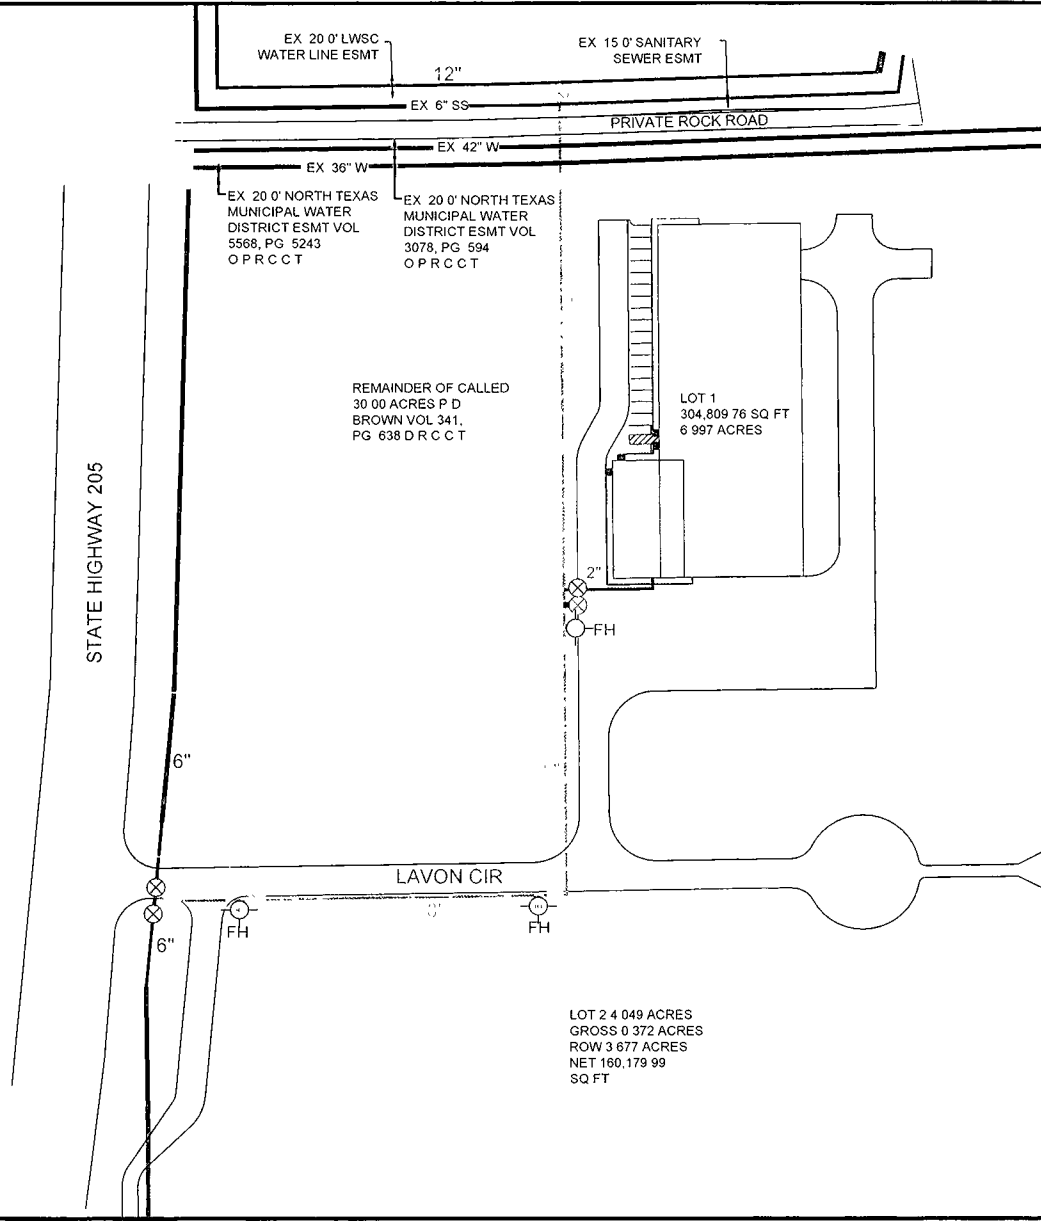 EX 20 0' LWSC
WATER LINE ESMT
EX 15 0' SANITARY
SEWER ESMT
12"
EX 6" SS
PRIVATE ROCK ROAD
EX 42" W
EX 36" W
EX 20 0' NORTH TEXAS
MUNICIPAL WATER
DISTRICT ESMT VOL
5568, PG 5243
O P R C C T
EX 20 0' NORTH TEXAS
MUNICIPAL WATER
DISTRICT ESMT VOL
3078, PG 594
O P R C C T
REMAINDER OF CALLED
30 00 ACRES P D
BROWN VOL 341,
PG 638 D R C C T
LOT 1
304,809 76 SQ FT
6 997 ACRES
STATE HIGHWAY 205
2"
FH
6"
LAVON CIR
FH
FH
6"
LOT 2 4 049 ACRES
GROSS 0 372 ACRES
ROW 3 677 ACRES
NET 160,179 99
SQ FT